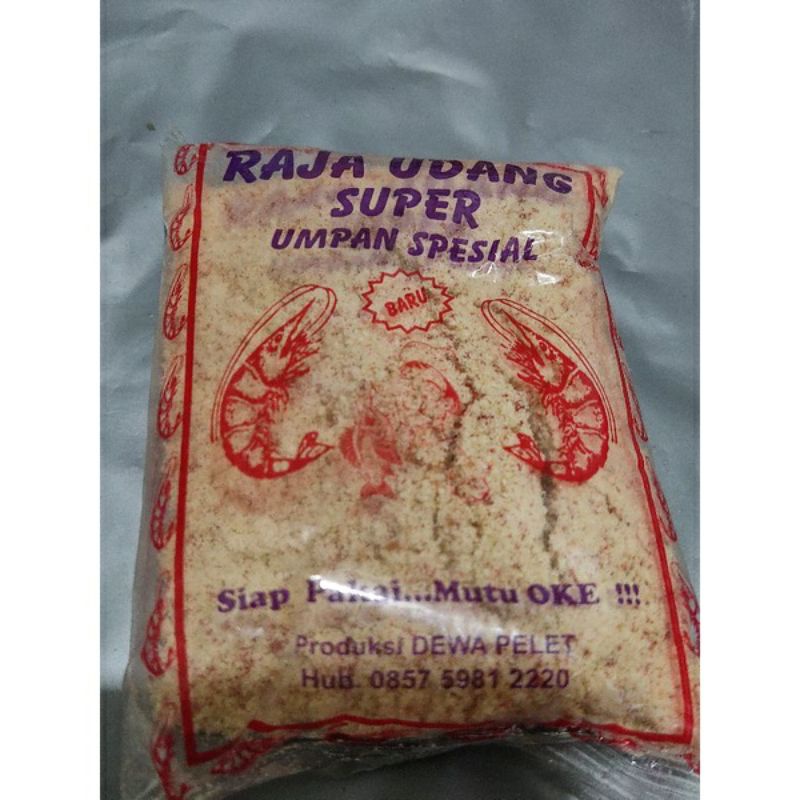 RAJA UDANG
SUPER
UMPAN SPESIAL
BARU
Siap Pakai...Mutu OKE !!!
Produksi DEWA PELET
Hub. 0857 5981 2220